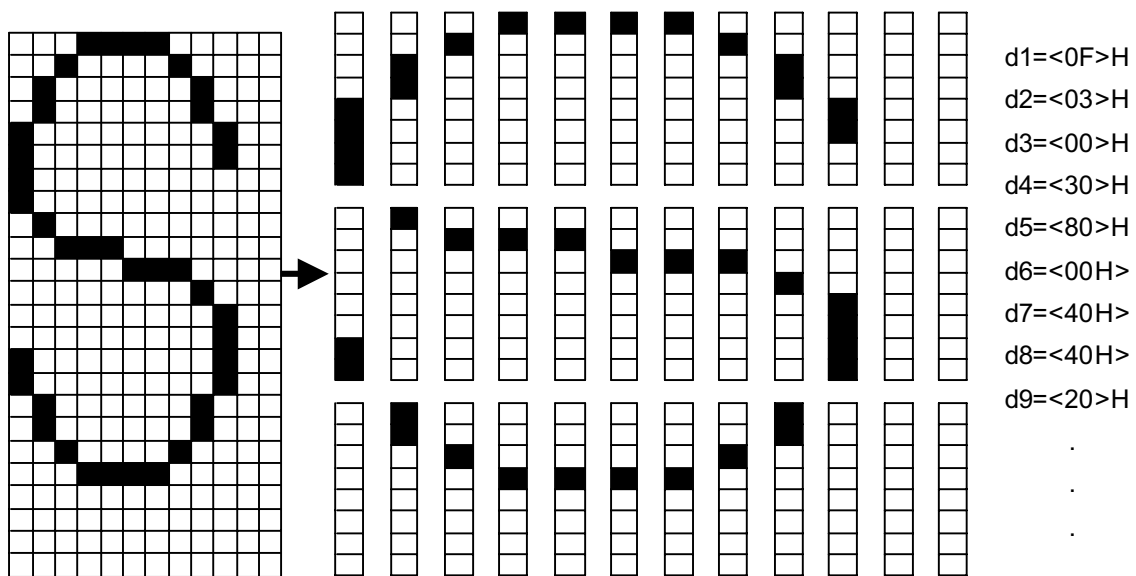 d1=<0F>H
d2=<03>H
d3=<00>H
d4=<30>H
d5=<80>H
d6=<00H>
d7=<40H>
d8=<40H>
d9=<20>H
.
.
.